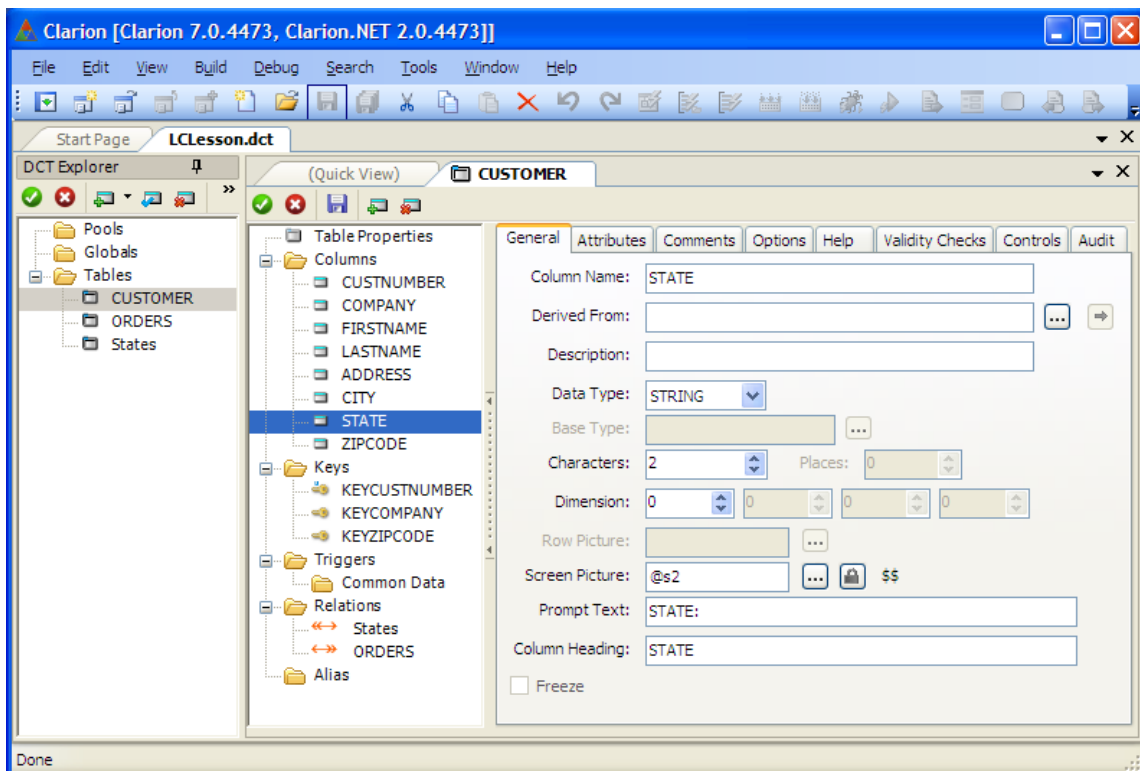 Clarion [Clarion 7.0.4473, Clarion.NET 2.0.4473]]
File Edit View Build Debug Search Tools Window Help
Start Page LCLesson.dct
DCT Explorer
Pools
Globals
Tables
CUSTOMER
ORDERS
States
(Quick View) CUSTOMER
Table Properties
Columns
CUSTNUMBER
COMPANY
FIRSTNAME
LASTNAME
ADDRESS
CITY
STATE
ZIPCODE
Keys
KEYCUSTNUMBER
KEYCOMPANY
KEYZIPCODE
Triggers
Common Data
Relations
States
ORDERS
Alias
General Attributes Comments Options Help Validity Checks Controls Audit
Column Name: STATE
Derived From: ...
Description:
Data Type: STRING
Base Type: ...
Characters: 2 Places: 0
Dimension: 0 0 0 0
Row Picture: ...
Screen Picture: @s2 ... $$
Prompt Text: STATE:
Column Heading: STATE
Freeze
Done